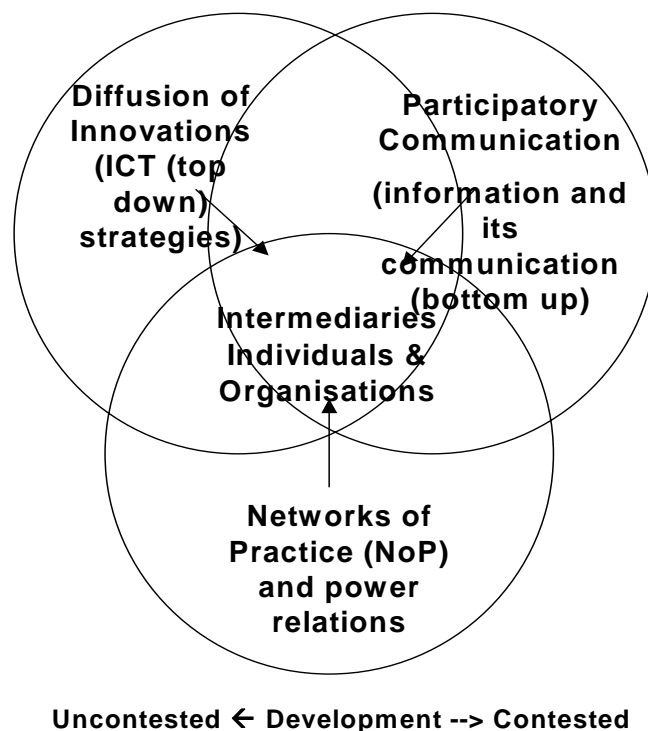 Diffusion of
Innovations
(ICT (top
down)
strategies)
Participatory
Communication
(information and
its
communication
(bottom up)
Intermediaries
Individuals &
Organisations
Networks of
Practice (NoP)
and power
relations
Uncontested ← Development --> Contested